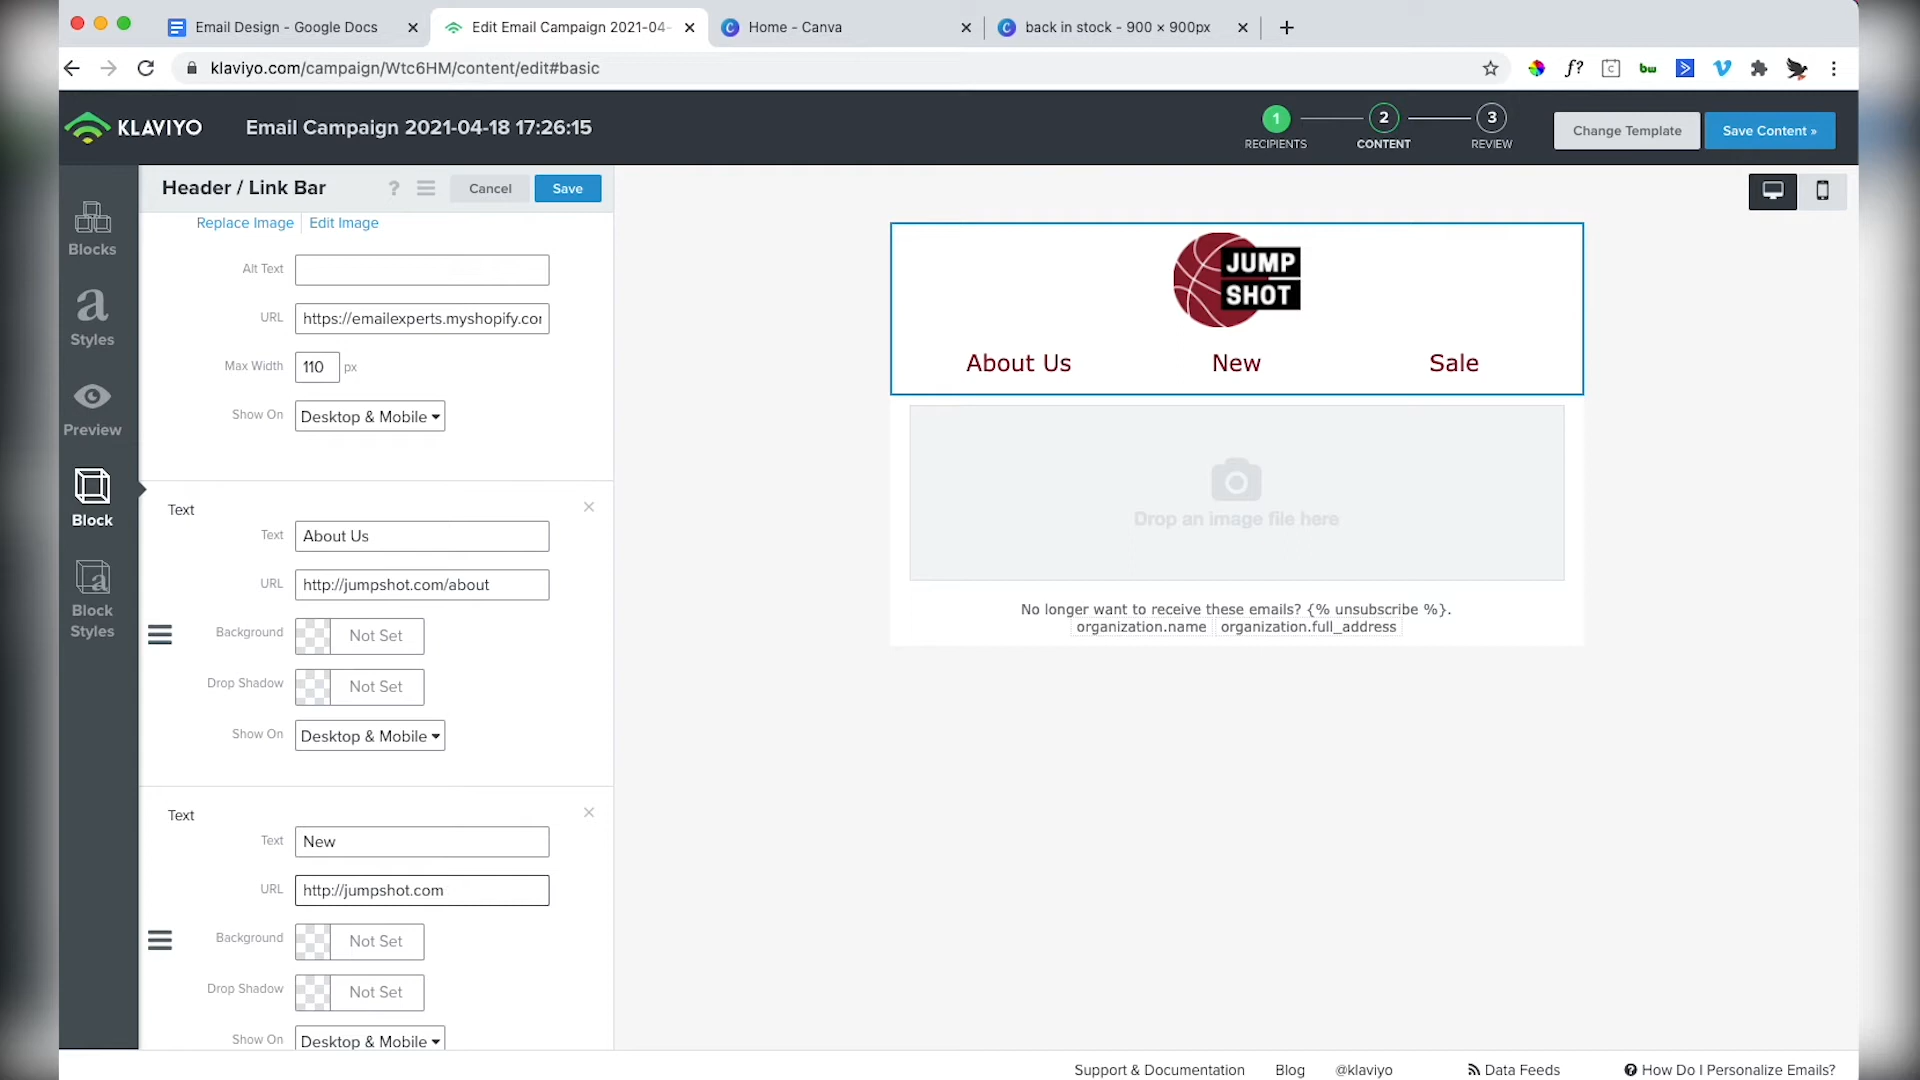 Email Design - Google Docs
Edit Email Campaign 2021-04-
Home - Canva
back in stock - 900 × 900px
klaviyo.com/campaign/Wtc6HM/content/edit#basic
KLAVIYO
Email Campaign 2021-04-18 17:26:15
1
RECIPIENTS
2
CONTENT
3
REVIEW
Change Template
Save Content »
Blocks
Styles
Preview
Block
Block Styles
Header / Link Bar
?
Cancel
Save
Replace Image
Edit Image
Alt Text
URL
https://emailexperts.myshopify.cor
Max Width
110
px
Show On
Desktop & Mobile
Text
Text
About Us
URL
http://jumpshot.com/about
Background
Not Set
Drop Shadow
Not Set
Show On
Desktop & Mobile
Text
Text
New
URL
http://jumpshot.com
Background
Not Set
Drop Shadow
Not Set
Show On
Desktop & Mobile
JUMP
SHOT
About Us
New
Sale
Drop an image file here
No longer want to receive these emails? {% unsubscribe %}.
organization.name organization.full_address
Support & Documentation
Blog
@klaviyo
Data Feeds
How Do I Personalize Emails?